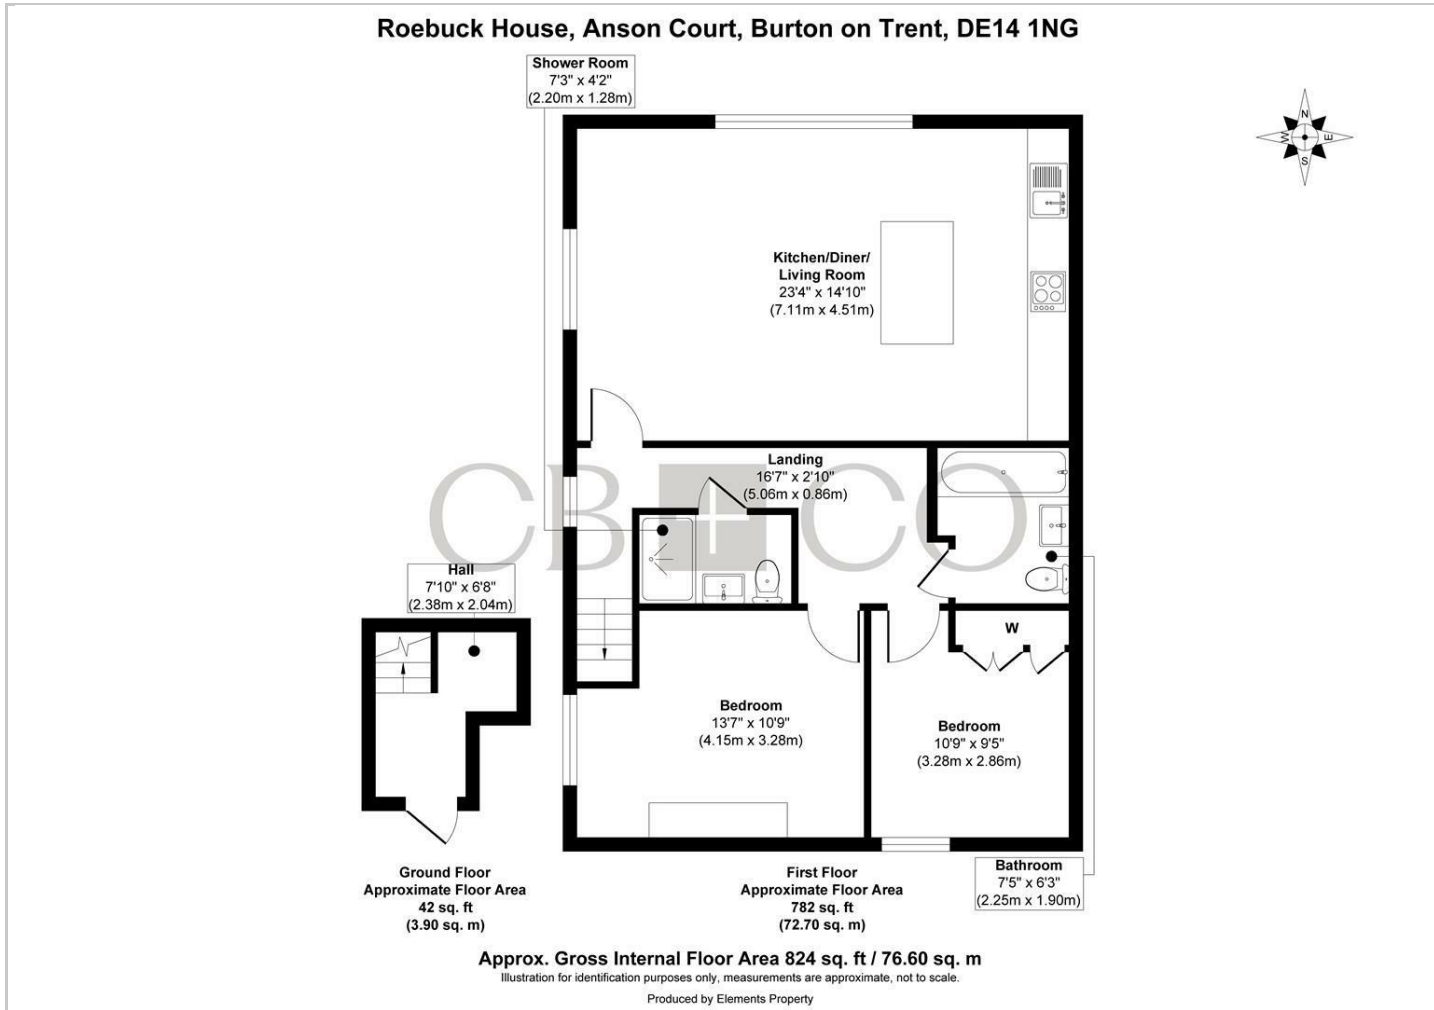 Roebuck House, Anson Court, Burton on Trent, DE14 1NG
Shower Room
7'3" x 4'2"
(2.20m x 1.28m)
N
W
E
S
Kitchen/Diner/
Living Room
23'4" x 14'10"
(7.11m x 4.51m)
Landing
16'7" x 2'10"
(5.06m x 0.86m)
CB+CO
Hall
7'10" x 6'8"
(2.38m x 2.04m)
W
Bedroom
13'7" x 10'9"
(4.15m x 3.28m)
Bedroom
10'9" x 9'5"
(3.28m x 2.86m)
Bathroom
7'5" x 6'3"
(2.25m x 1.90m)
Ground Floor
Approximate Floor Area
42 sq. ft
(3.90 sq. m)
First Floor
Approximate Floor Area
782 sq. ft
(72.70 sq. m)
Approx. Gross Internal Floor Area 824 sq. ft / 76.60 sq. m
Illustration for identification purposes only, measurements are approximate, not to scale.
Produced by Elements Property